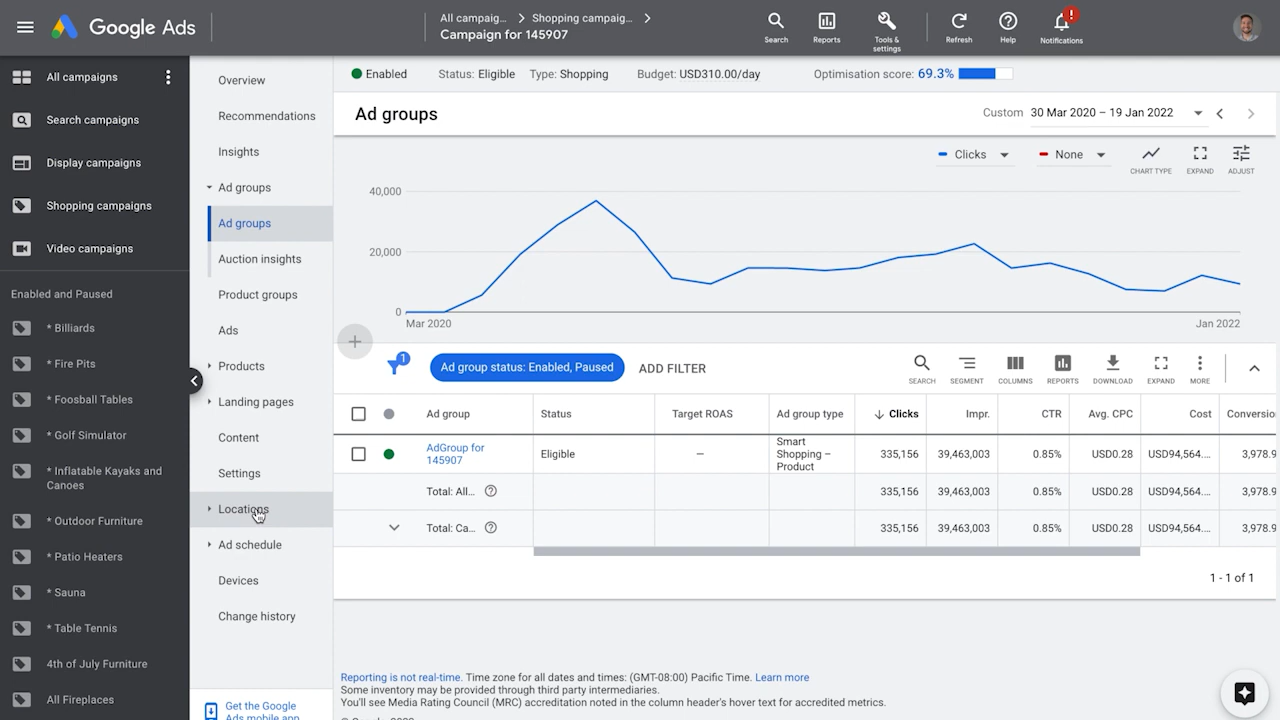 Google Ads
All campaig... > Shopping campaig... >
Campaign for 145907
Search
Reports
Tools &
settings
Refresh
Help
!
Notifications
All campaigns
Search campaigns
Display campaigns
Shopping campaigns
Video campaigns
Enabled and Paused
* Billiards
* Fire Pits
* Foosball Tables
* Golf Simulator
* Inflatable Kayaks and
Canoes
* Outdoor Furniture
* Patio Heaters
* Sauna
* Table Tennis
4th of July Furniture
All Fireplaces
Overview
Recommendations
Insights
Ad groups
Ad groups
Auction insights
Product groups
Ads
Products
Landing pages
Content
Settings
Locations
Ad schedule
Devices
Change history
Get the Google
Ads mobile app
Enabled Status: Eligible Type: Shopping Budget: USD310.00/day Optimisation score: 69.3%
Ad groups
Custom 30 Mar 2020 – 19 Jan 2022
Clicks
None
CHART TYPE
EXPAND
ADJUST
40,000
20,000
0
Mar 2020
Jan 2022
1
Ad group status: Enabled, Paused
ADD FILTER
SEARCH
SEGMENT
COLUMNS
REPORTS
DOWNLOAD
EXPAND
MORE
Ad group Status Target ROAS Ad group type Clicks Impr. CTR Avg. CPC Cost Conversio
AdGroup for
145907
Eligible
–
Smart
Shopping –
Product
335,156 39,463,003 0.85% USD0.28 USD94,564.... 3,978.9
Total: All... 335,156 39,463,003 0.85% USD0.28 USD94,564.... 3,978.9
Total: Ca... 335,156 39,463,003 0.85% USD0.28 USD94,564.... 3,978.9
1 - 1 of 1
Reporting is not real-time. Time zone for all dates and times: (GMT-08:00) Pacific Time. Learn more
Some inventory may be provided through third party intermediaries.
You'll see Media Rating Council (MRC) accreditation noted in the column header's hover text for accredited metrics.